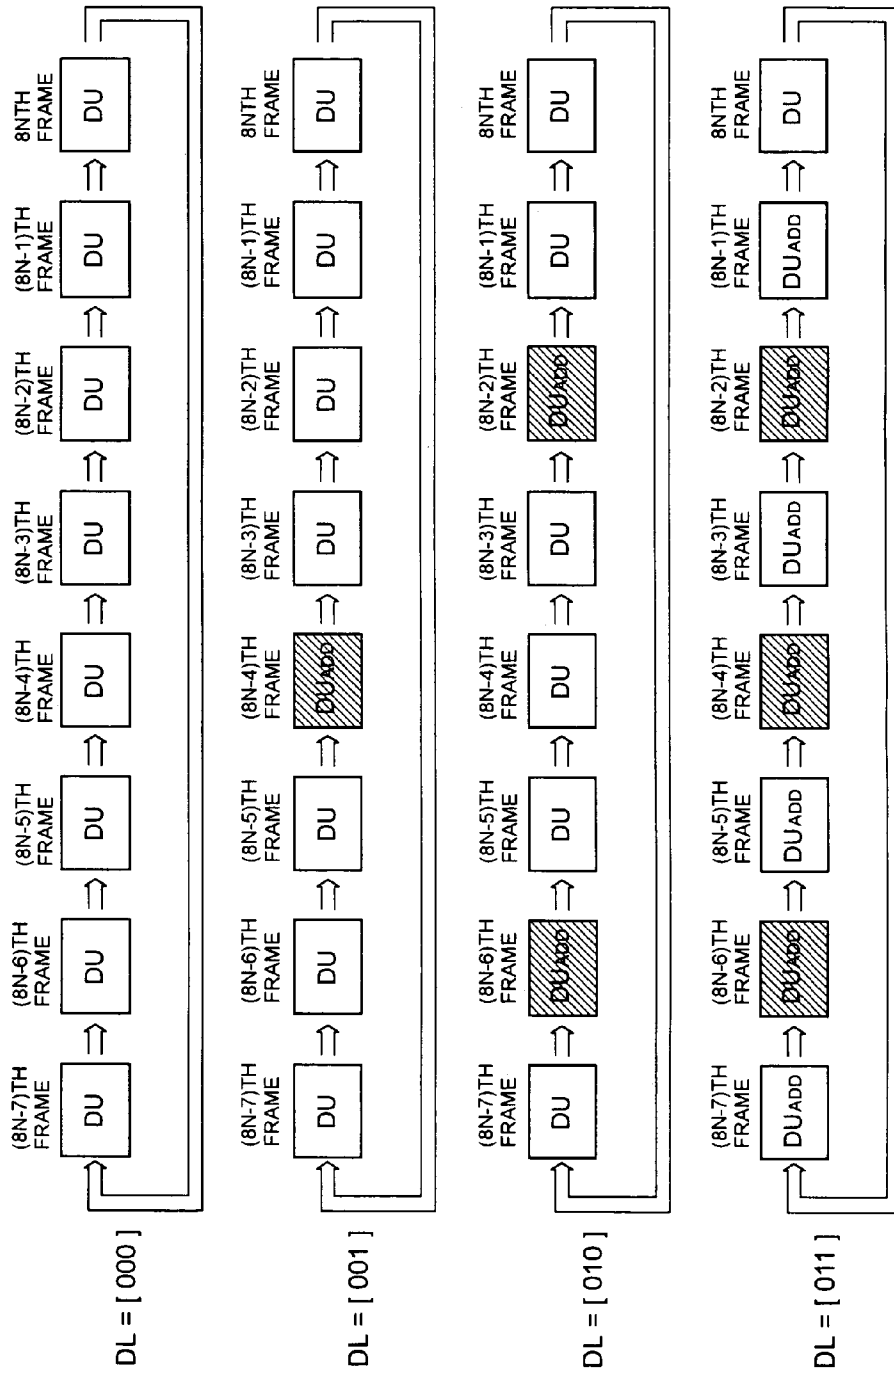 (8N-7)TH (8N-6)TH (8N-5)TH (8N-4)TH (8N-3)TH (8N-2)TH (8N-1)TH 8NTH
FRAME FRAME FRAME FRAME FRAME FRAME FRAME FRAME
DU DU DU DU DU DU DU DU
DL = [ 000 ]
(8N-7)TH (8N-6)TH (8N-5)TH (8N-4)TH (8N-3)TH (8N-2)TH (8N-1)TH 8NTH
FRAME FRAME FRAME FRAME FRAME FRAME FRAME FRAME
DU DU DU DUADD DU DU DU DU
DL = [ 001 ]
(8N-7)TH (8N-6)TH (8N-5)TH (8N-4)TH (8N-3)TH (8N-2)TH (8N-1)TH 8NTH
FRAME FRAME FRAME FRAME FRAME FRAME FRAME FRAME
DU DUADD DU DU DU DUADD DU DU
DL = [ 010 ]
(8N-7)TH (8N-6)TH (8N-5)TH (8N-4)TH (8N-3)TH (8N-2)TH (8N-1)TH 8NTH
FRAME FRAME FRAME FRAME FRAME FRAME FRAME FRAME
DUADD DUADD DUADD DUADD DUADD DUADD DUADD DU
DL = [ 011 ]